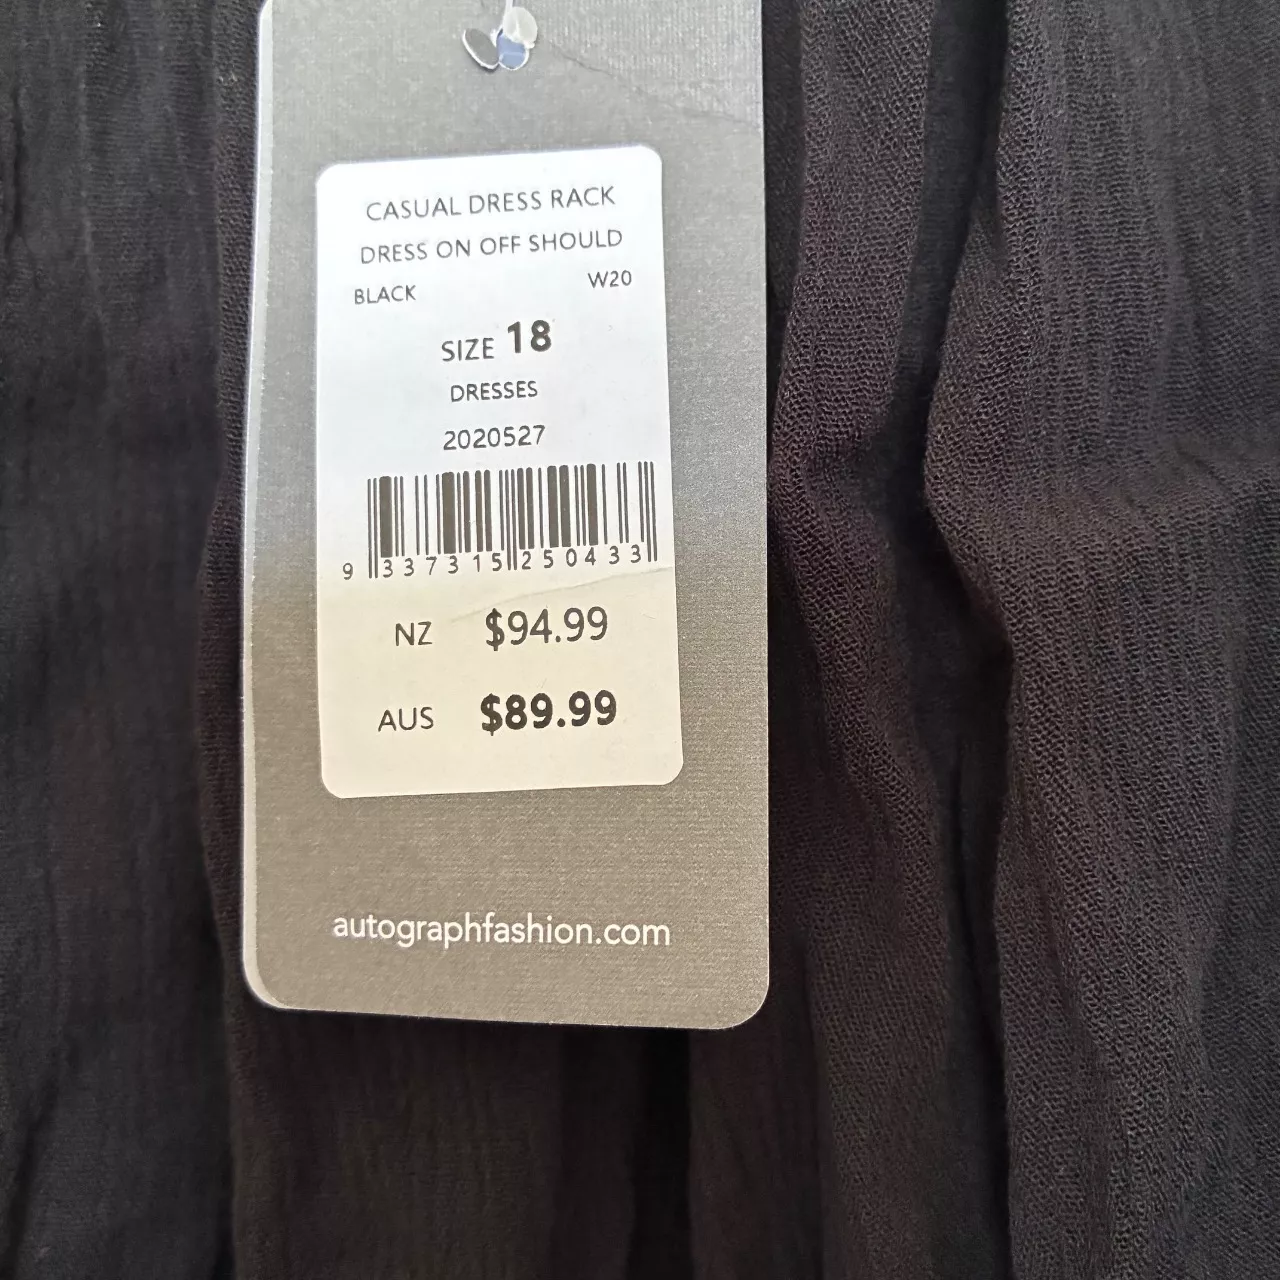 CASUAL DRESS RACK
DRESS ON OFF SHOULD
BLACK W20
SIZE 18
DRESSES
2020527
9 337315 250433
NZ $94.99
AUS $89.99
autographfashion.com